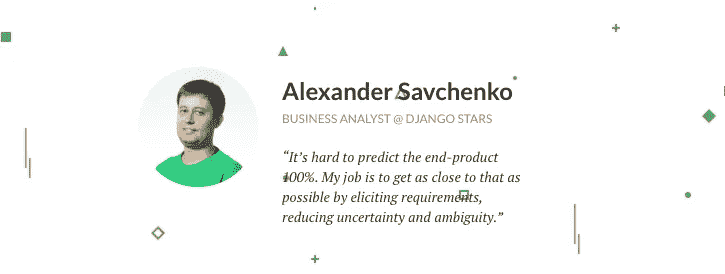 Alexander Savchenko
BUSINESS ANALYST @ DJANGO STARS
“It’s hard to predict the end-product
100%. My job is to get as close to that as
possible by eliciting requirements,
reducing uncertainty and ambiguity.”